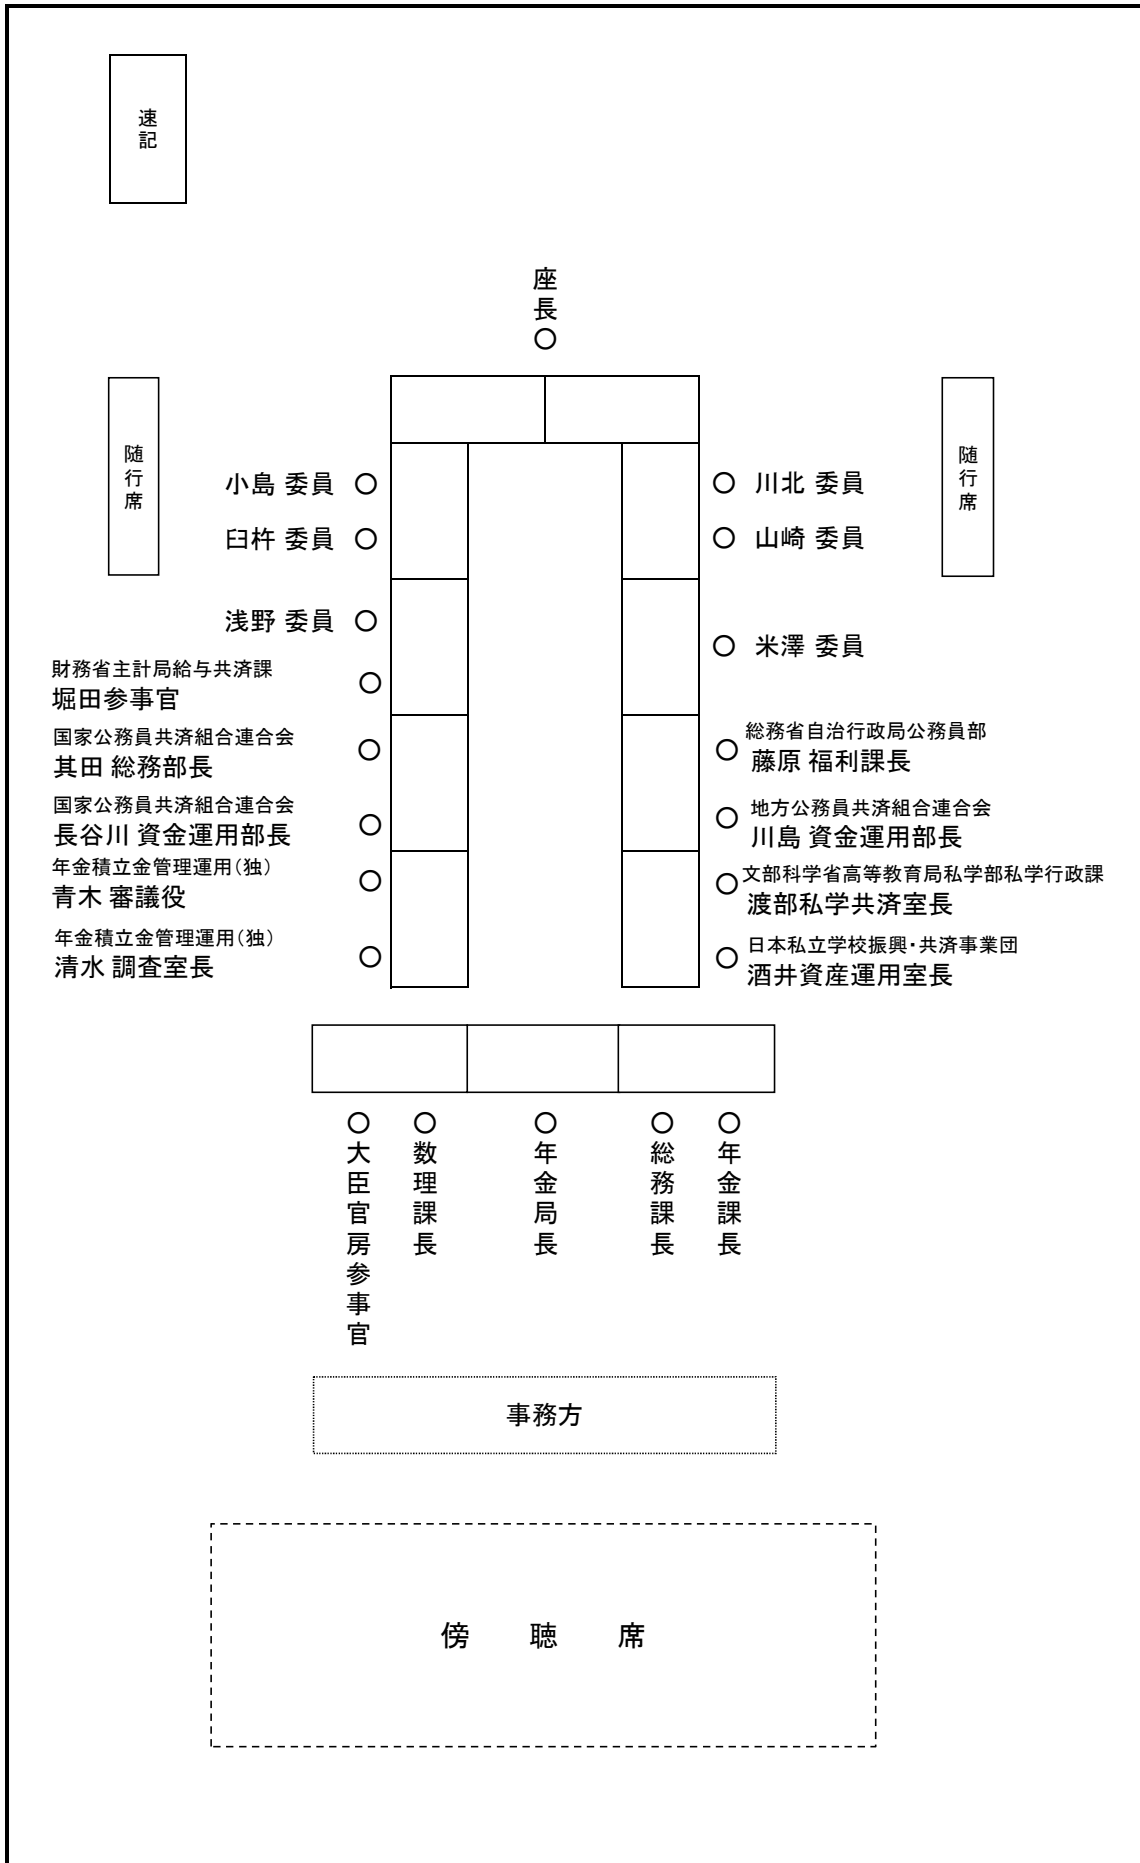 速記
座長
随行席
随行席
小島 委員
川北 委員
臼杵 委員
山崎 委員
浅野 委員
米澤 委員
財務省主計局給与共済課
堀田参事官
国家公務員共済組合連合会
其田 総務部長
総務省自治行政局公務員部
藤原 福利課長
国家公務員共済組合連合会
長谷川 資金運用部長
地方公務員共済組合連合会
川島 資金運用部長
年金積立金管理運用(独)
青木 審議役
文部科学省高等教育局私学部私学行政課
渡部私学共済室長
年金積立金管理運用(独)
清水 調査室長
日本私立学校振興・共済事業団
酒井資産運用室長
大臣官房参事官
数理課長
年金局長
総務課長
年金課長
事務方
傍 聴 席